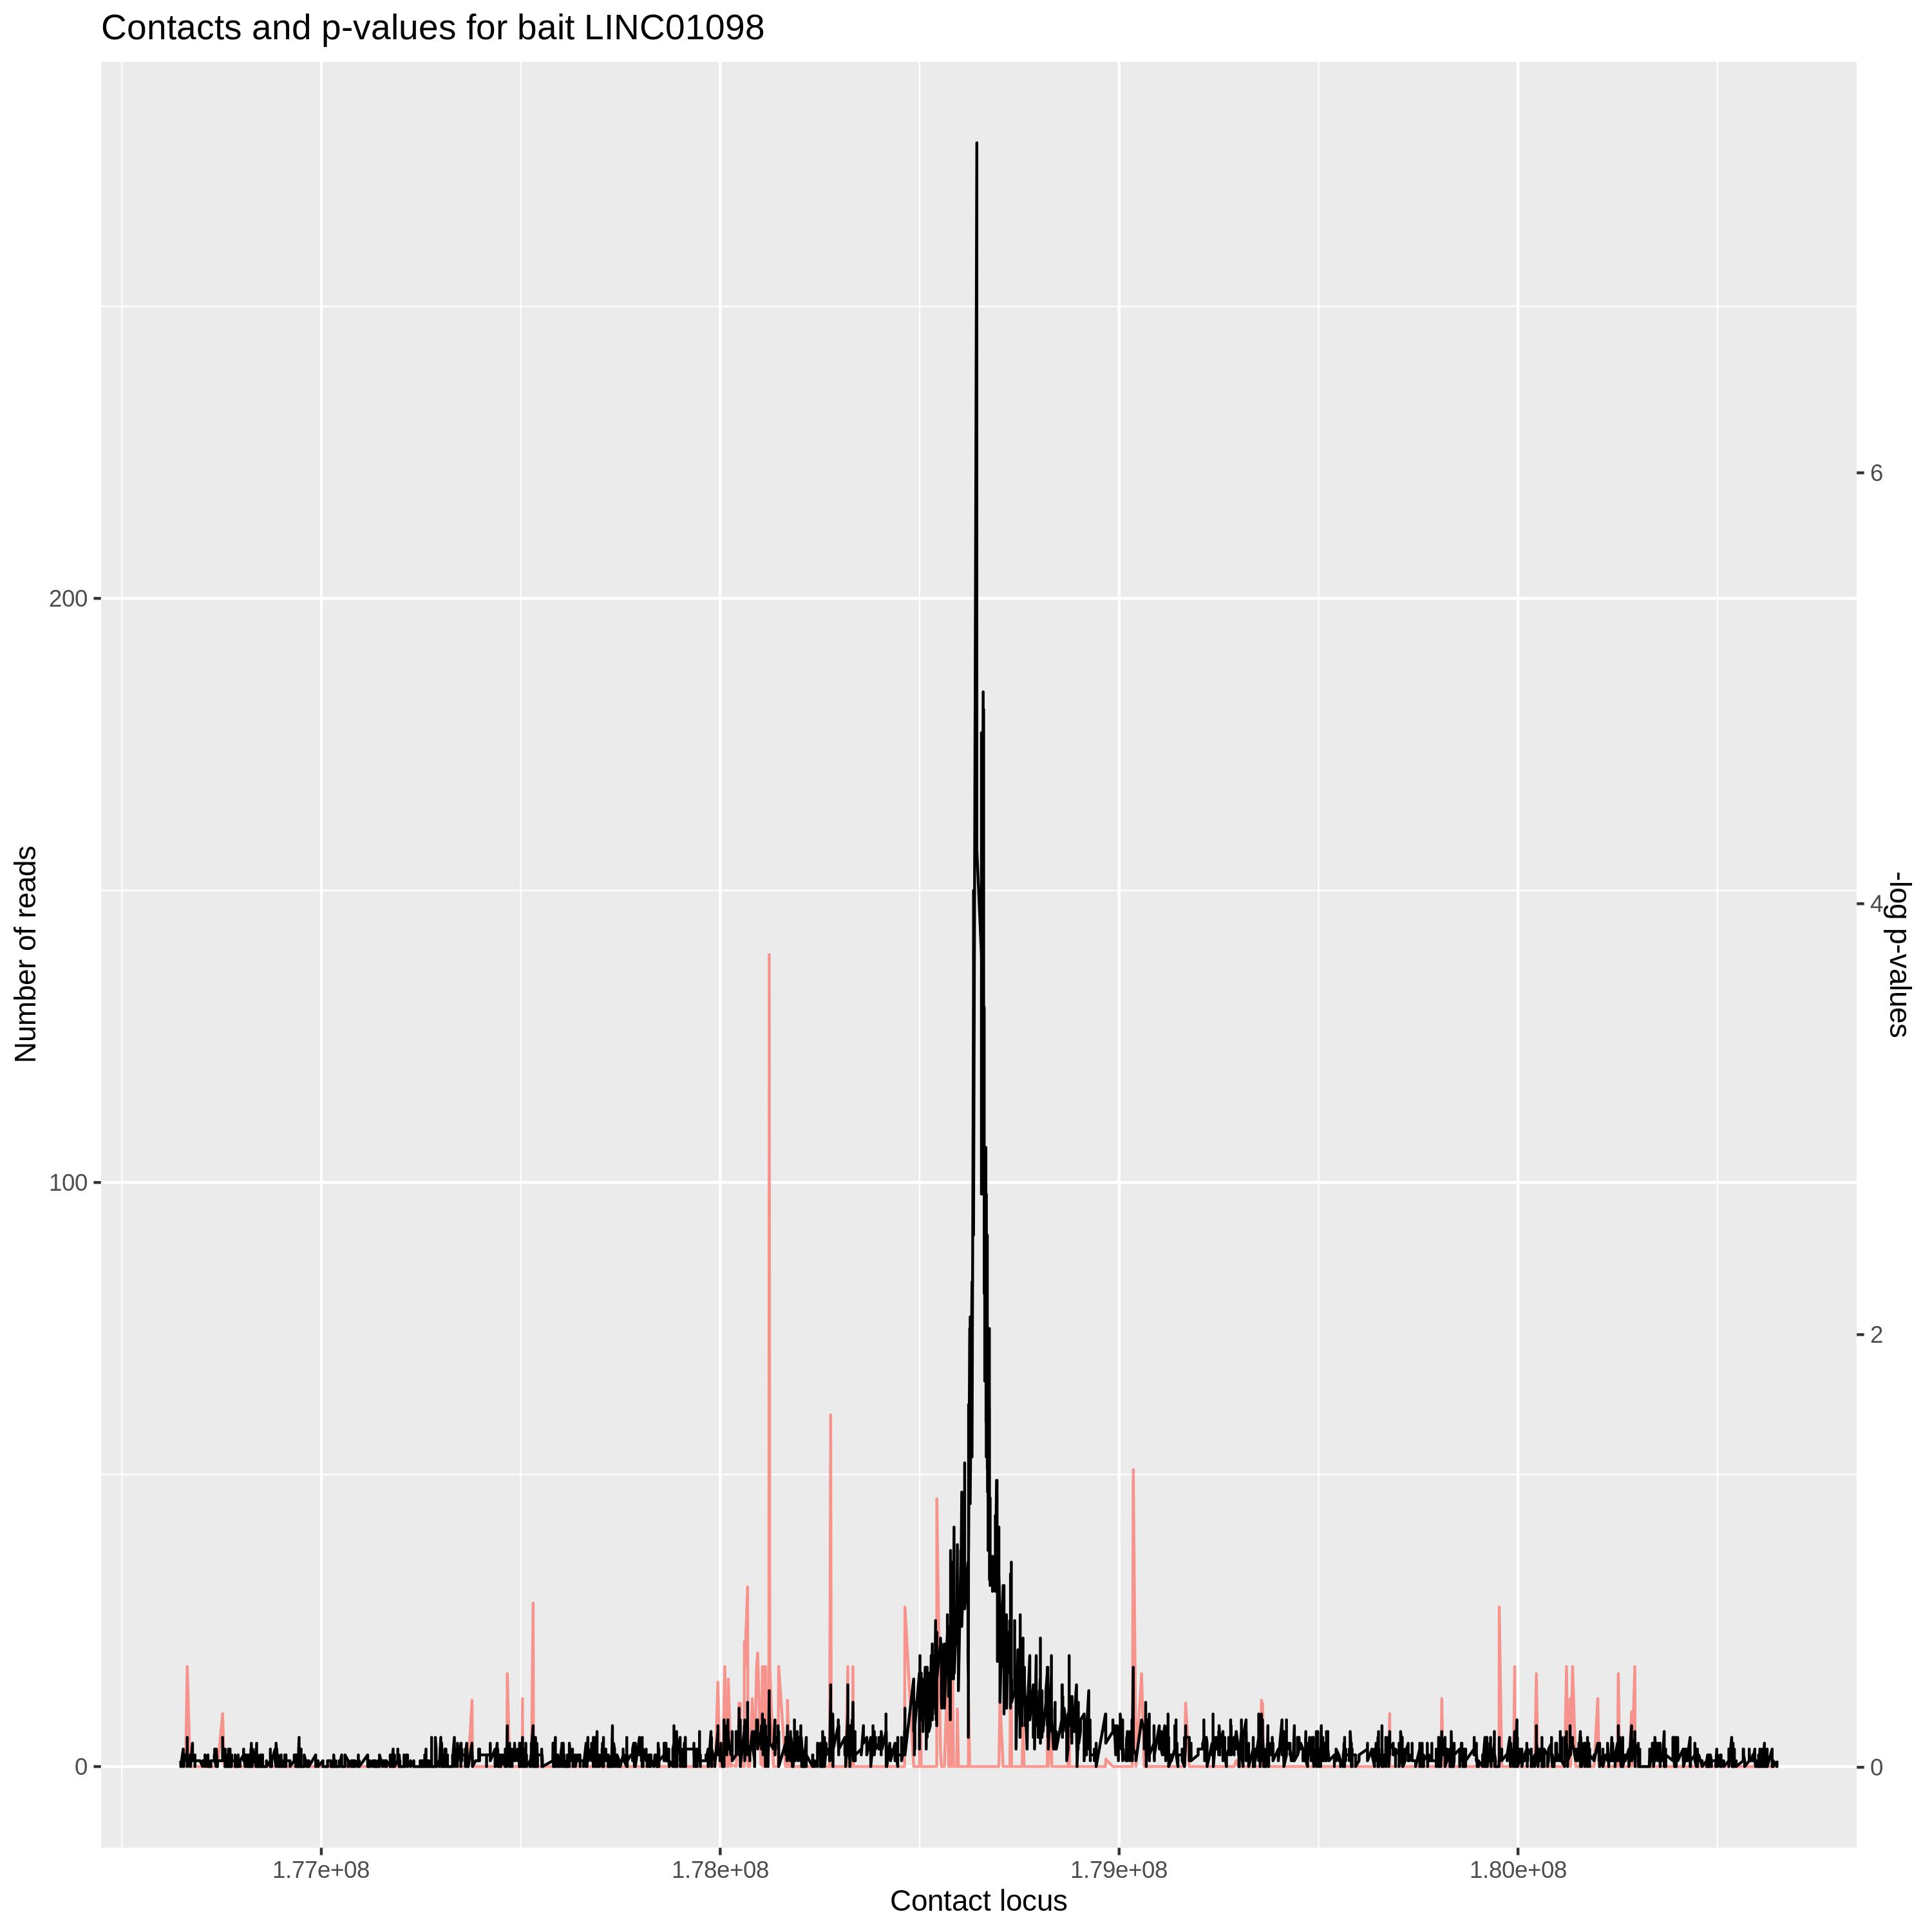 Contacts and p-values for bait LINC01098
Number of reads
200
100
0
6
4
2
0
-log p-values
1.77e+08 1.78e+08 1.79e+08 1.80e+08
Contact locus